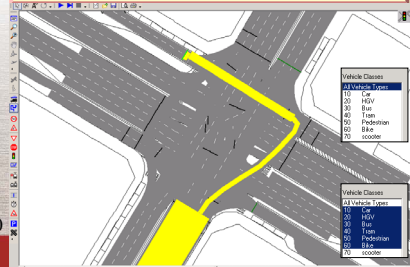 Vehicle Classes
All Vehicle Types
10 Car
20 HGV
30 Bus
40 Tram
50 Pedestrian
60 Bike
70 scooter
Vehicle Classes
All Vehicle Types
10 Car
20 HGV
30 Bus
40 Tram
50 Pedestrian
60 Bike
70 scooter